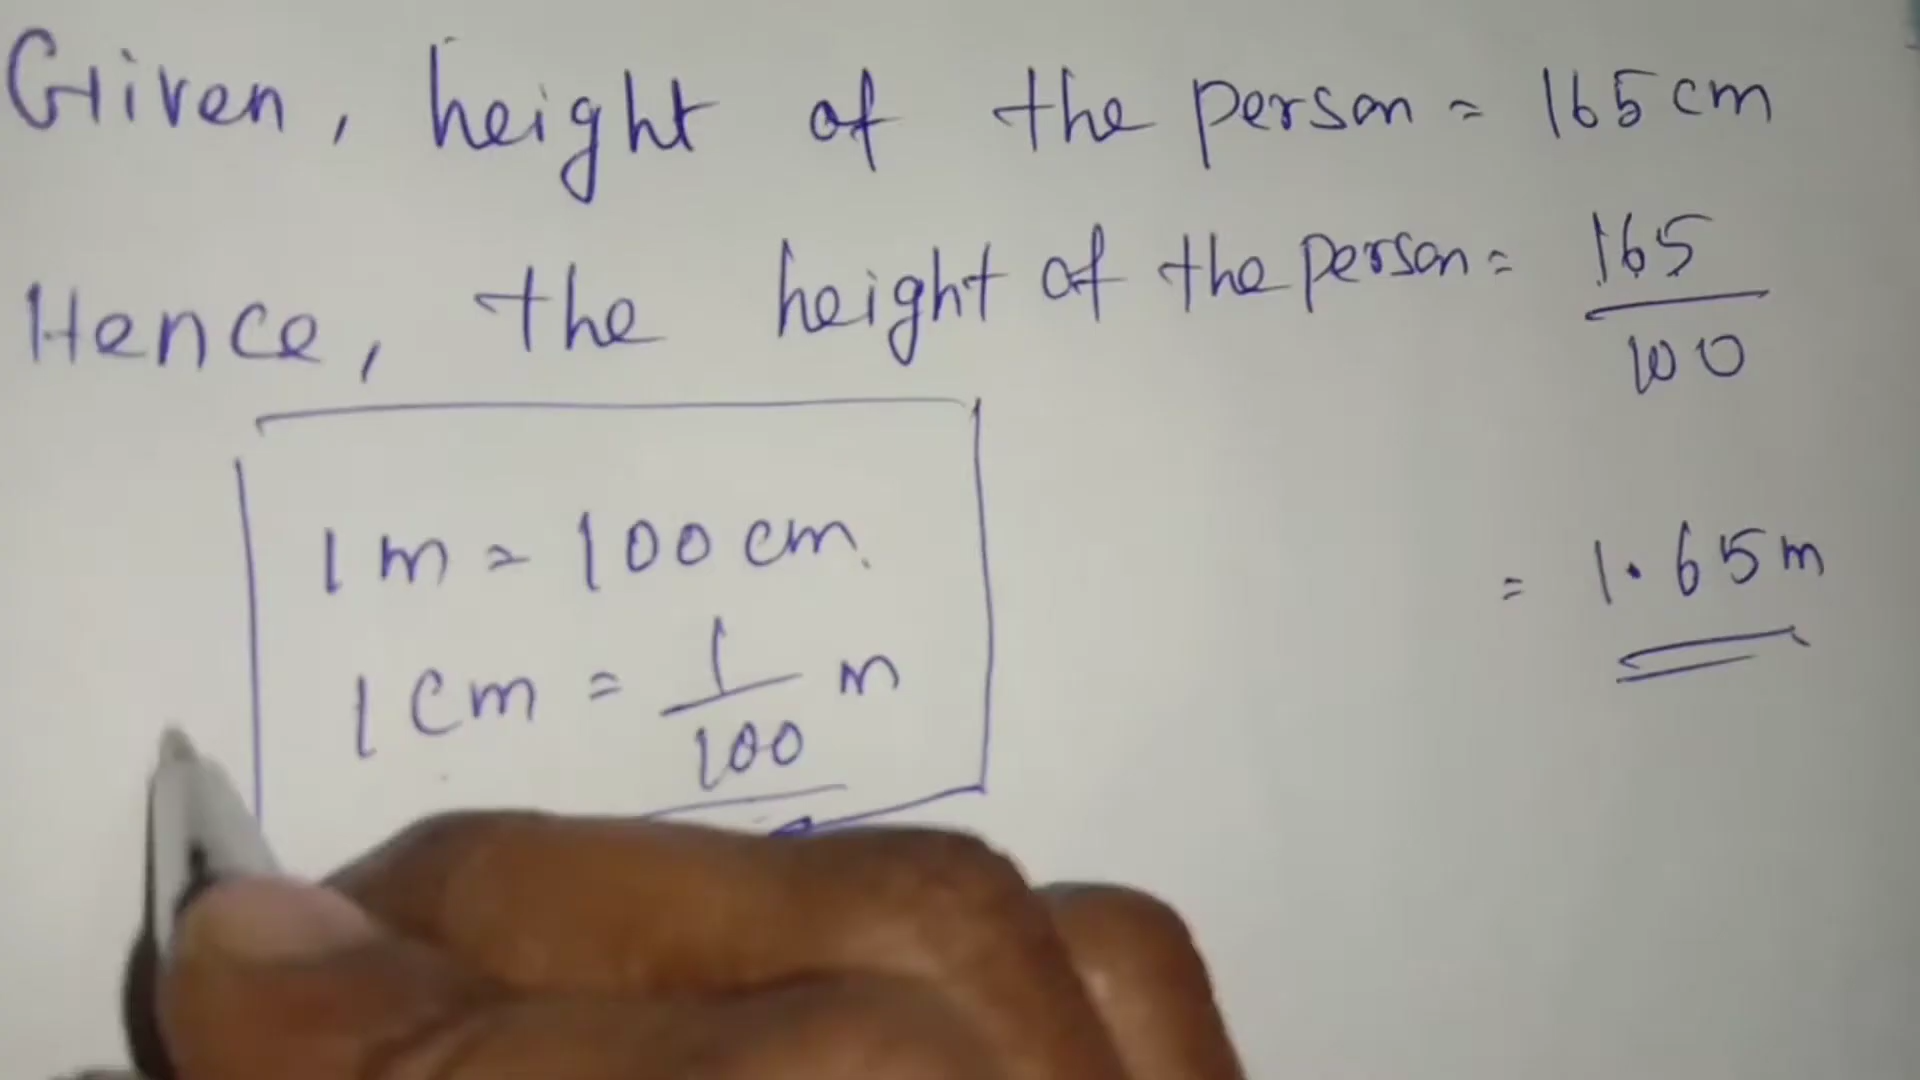 Given, height of the person = 165 cm
Hence, the height of the person = 165/100
= 1.65 m
1 m = 100 cm.
1 cm = 1/100 m